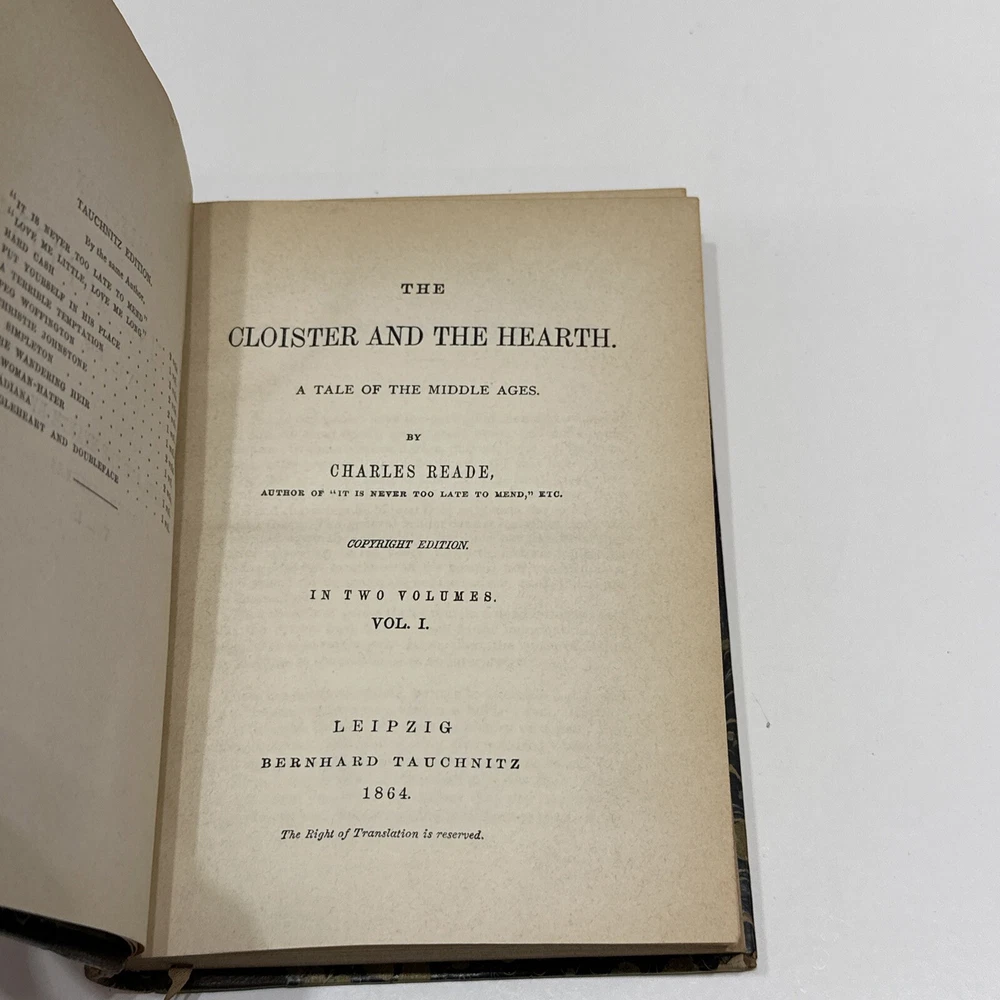 TAUCHNITZ EDITION.
By the same Author.
"IT IS NEVER TOO LATE TO MEND"
"LOVE ME LITTLE, LOVE ME LONG"
HARD CASH
PUT YOURSELF IN HIS PLACE
A TERRIBLE TEMPTATION
PEG WOFFINGTON
CHRISTIE JOHNSTONE
SIMPLETON
WANDERING HEIR
WOMAN-HATER
AND DOUBLEFACE
THE
CLOISTER AND THE HEARTH.
A TALE OF THE MIDDLE AGES.
BY
CHARLES READE,
AUTHOR OF "IT IS NEVER TOO LATE TO MEND," ETC.
COPYRIGHT EDITION.
IN TWO VOLUMES.
VOL. I.
LEIPZIG
BERNHARD TAUCHNITZ
1864.
The Right of Translation is reserved.